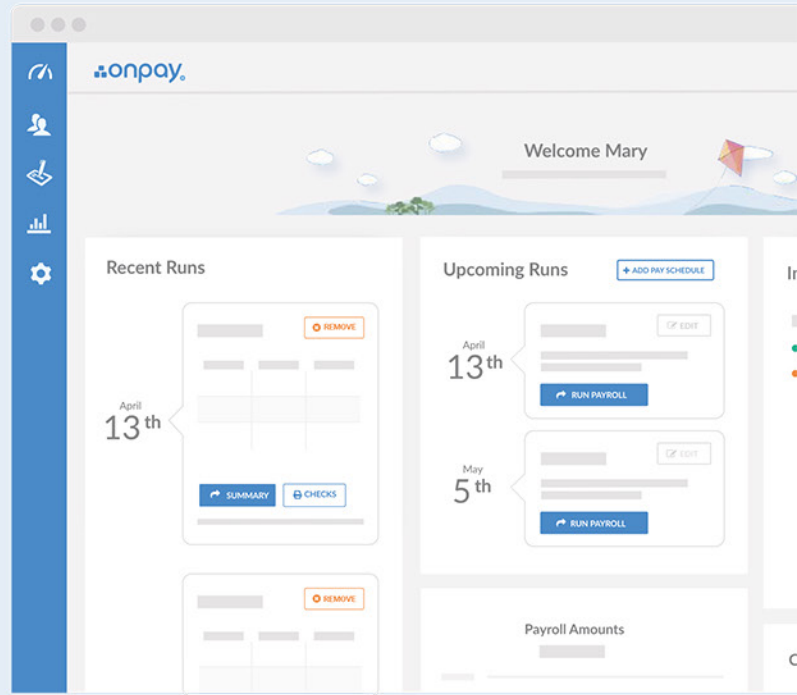 onpay
Welcome Mary
Recent Runs
REMOVE
April
13th
SUMMARY
CHECKS
REMOVE
Upcoming Runs
+ ADD PAY SCHEDULE
April
13th
EDIT
RUN PAYROLL
May
5th
EDIT
RUN PAYROLL
Payroll Amounts